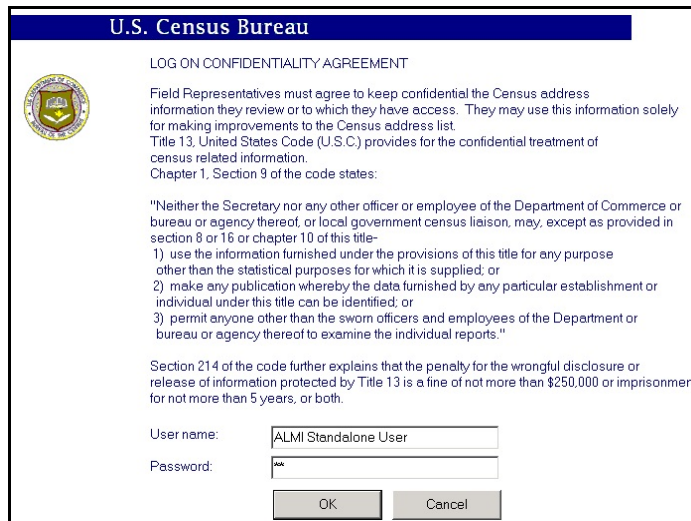 U.S. Census Bureau
LOG ON CONFIDENTIALITY AGREEMENT
Field Representatives must agree to keep confidential the Census address
information they review or to which they have access. They may use this information solely
for making improvements to the Census address list.
Title 13, United States Code (U.S.C.) provides for the confidential treatment of
census related information.
Chapter 1, Section 9 of the code states:
"Neither the Secretary nor any other officer or employee of the Department of Commerce or
bureau or agency thereof, or local government census liaison, may, except as provided in
section 8 or 16 or chapter 10 of this title-
1) use the information furnished under the provisions of this title for any purpose
other than the statistical purposes for which it is supplied; or
2) make any publication whereby the data furnished by any particular establishment or
individual under this title can be identified; or
3) permit anyone other than the sworn officers and employees of the Department or
bureau or agency thereof to examine the individual reports."
Section 214 of the code further explains that the penalty for the wrongful disclosure or
release of information protected by Title 13 is a fine of not more than $250,000 or imprisonmen
for not more than 5 years, or both.
User name: ALMI Standalone User
Password: **
OK Cancel